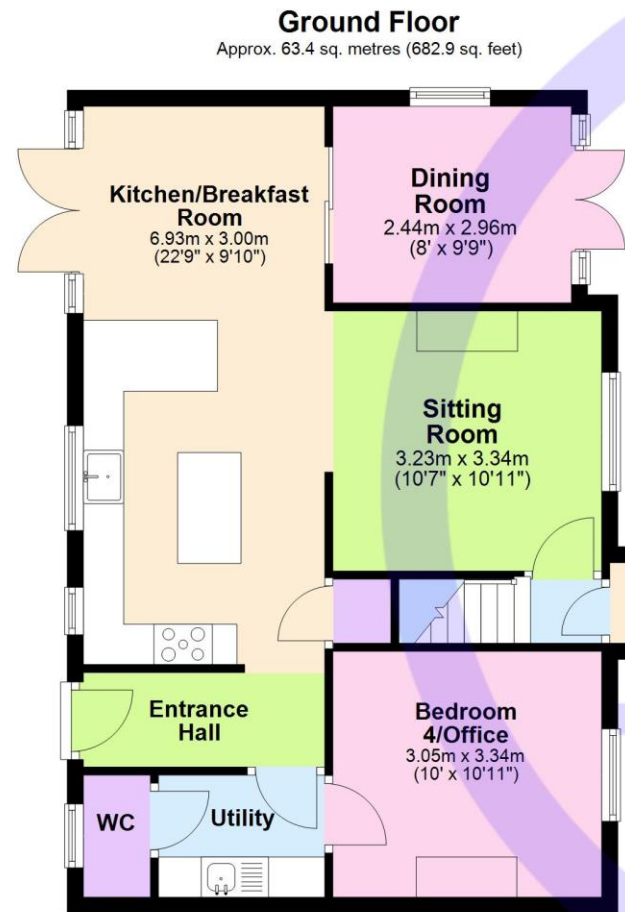 Ground Floor
Approx. 63.4 sq. metres (682.9 sq. feet)
Kitchen/Breakfast
Room
6.93m x 3.00m
(22'9" x 9'10")
Dining
Room
2.44m x 2.96m
(8' x 9'9")
Sitting
Room
3.23m x 3.34m
(10'7" x 10'11")
Entrance
Hall
Bedroom
4/Office
3.05m x 3.34m
(10' x 10'11")
WC
Utility